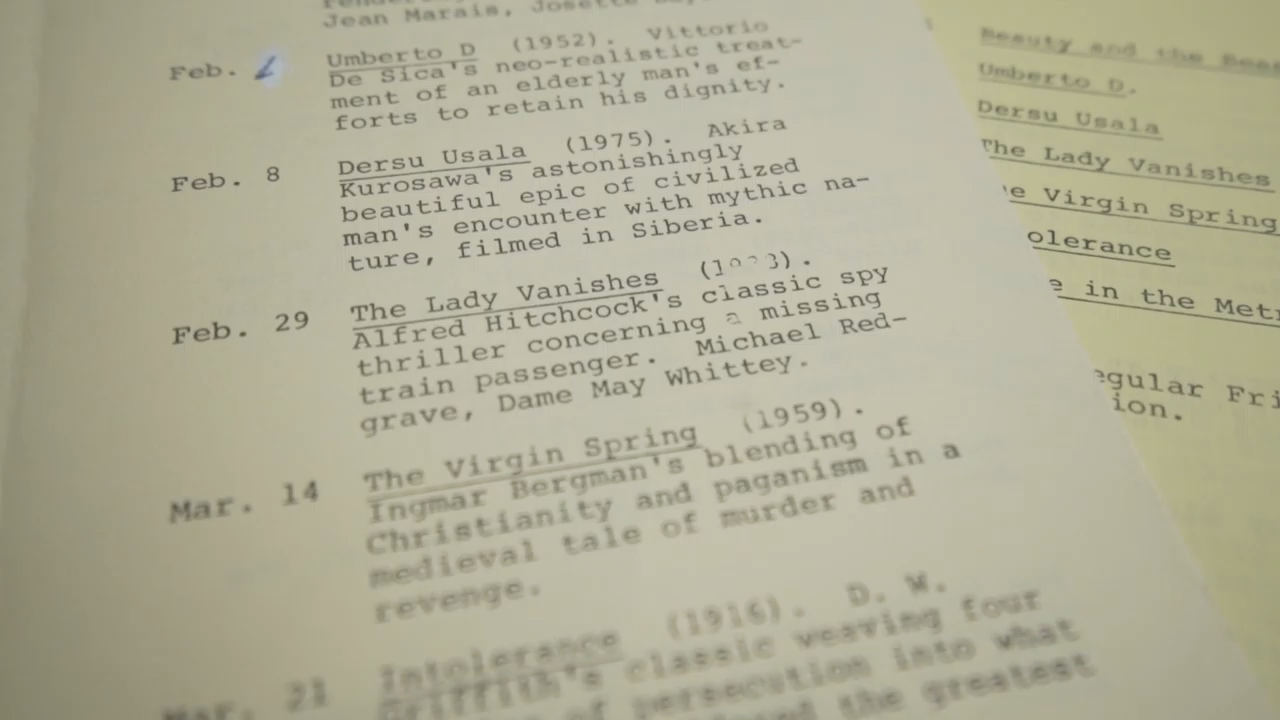 Jean Marais,
Feb.
Umberto D (1952). Vittorio
De Sica's neo-realistic treat-
ment of an elderly man's ef-
forts to retain his dignity.
Feb. 8
Dersu Usala (1975). Akira
Kurosawa's astonishingly
beautiful epic of civilized
man's encounter with mythic na-
ture, filmed in Siberia.
Feb. 29
The Lady Vanishes
Alfred Hitchcock's classic spy
thriller concerning a missing
train passenger. Michael Red-
grave, Dame May Whittey.
Mar. 14
The Virgin Spring (1959).
Ingmar Bergman's blending of
Christianity and paganism in a
medieval tale of murder and
revenge.
Mar. 21
Intolerance (1916). D. W.
Griffith's classic weaving four
of persecution into what
the greatest
Beauty and the
Umberto D.
Dersu Usala
The Lady Vanishes
Virgin Spring
olerance
in the
egular
ion.